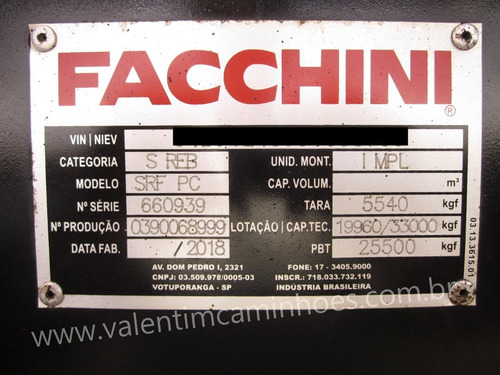 FACCHINI®
VIN | NIEV
CATEGORIA S REB UNID. MONT. IMPL
MODELO SRF PC CAP. VOLUM. m³
Nº SÉRIE 660939 TARA 5540 kgf
Nº PRODUÇÃO 0390068999 LOTAÇÃO | CAP.TEC. 19960/33000 kgf
DATA FAB. /2018 PBT 25500 kgf
AV. DOM PEDRO I, 2321 FONE: 17 - 3405.9000
CNPJ: 03.509.978/0005-03 INSCR.: 718.033.732.119
VOTUPORANGA - SP INDÚSTRIA BRASILEIRA
03.13.3615.01
www.valentimcaminhoes.com.br